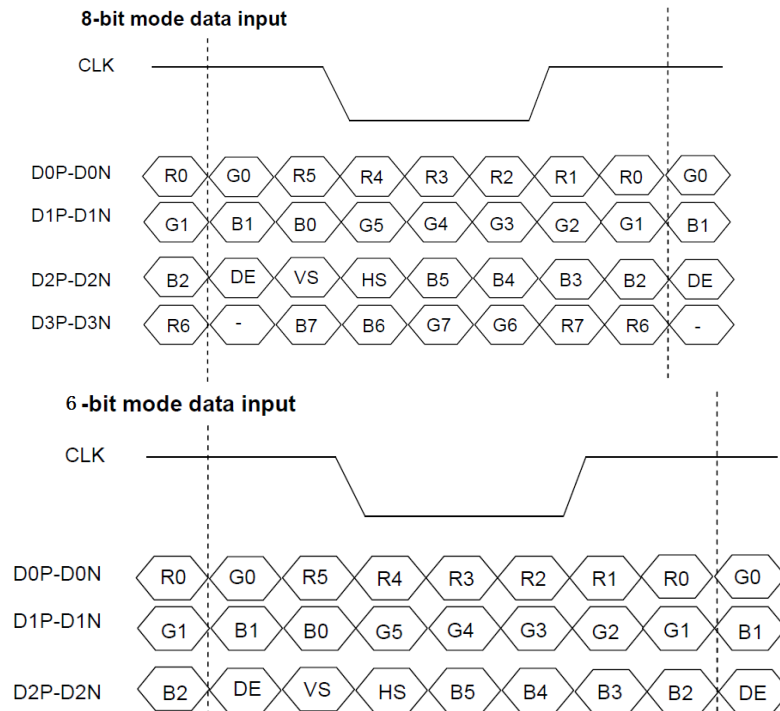 8-bit mode data input
CLK
D0P-D0N R0 G0 R5 R4 R3 R2 R1 R0 G0
D1P-D1N G1 B1 B0 G5 G4 G3 G2 G1 B1
D2P-D2N B2 DE VS HS B5 B4 B3 B2 DE
D3P-D3N R6 - B7 B6 G7 G6 R7 R6 -
6-bit mode data input
CLK
D0P-D0N R0 G0 R5 R4 R3 R2 R1 R0 G0
D1P-D1N G1 B1 B0 G5 G4 G3 G2 G1 B1
D2P-D2N B2 DE VS HS B5 B4 B3 B2 DE